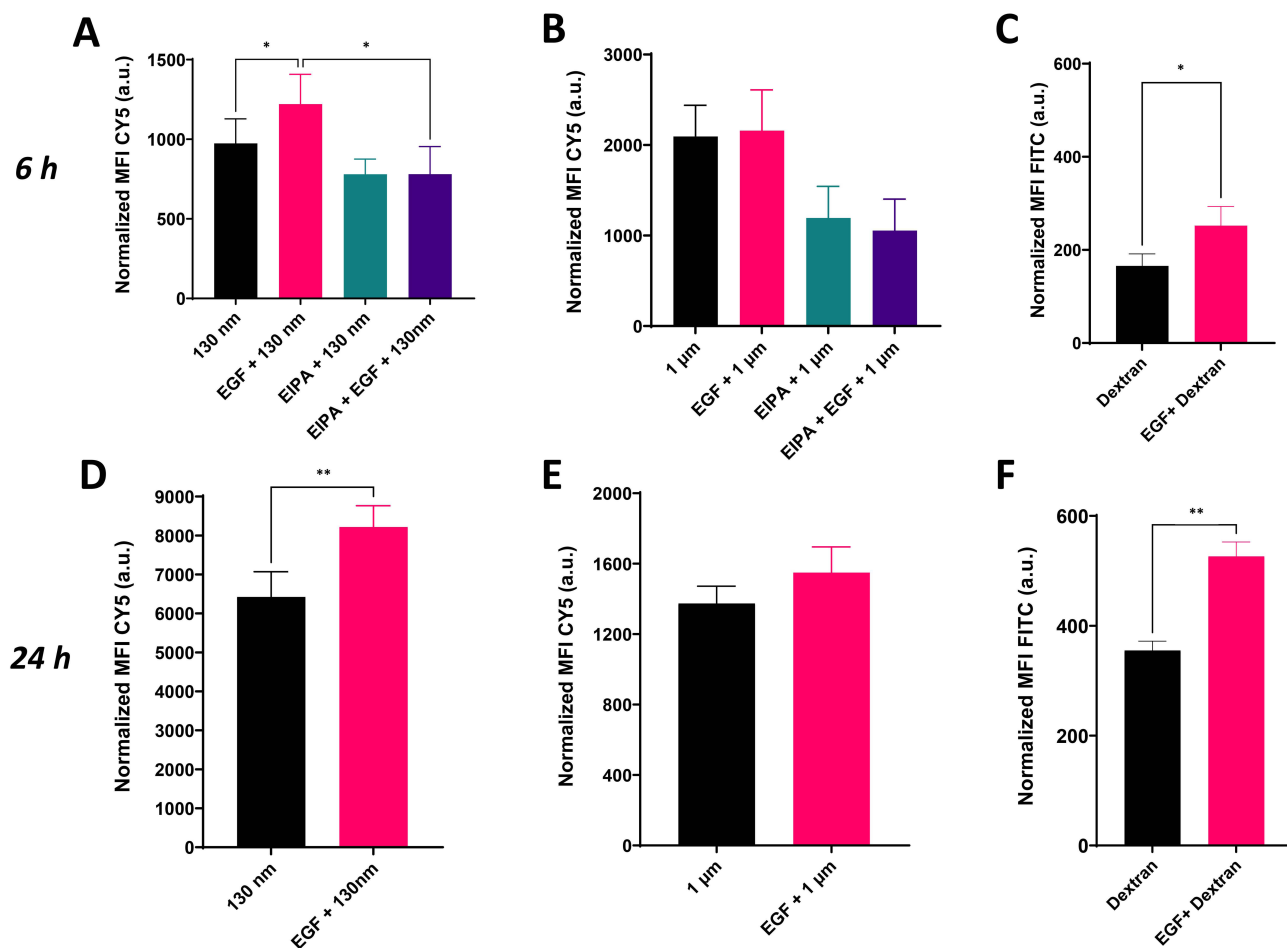 A
B
C
6 h
Normalized MFI CY5 (a.u.)
1500
1000
500
0
*
*
130 nm
EGF + 130 nm
EIPA + 130 nm
EIPA + EGF + 130nm
Normalized MFI CY5 (a.u.)
3000
2000
1000
0
1 µm
EGF + 1 µm
EIPA + 1 µm
EIPA + EGF + 1 µm
Normalized MFI FITC (a.u.)
600
400
200
0
*
Dextran
EGF+ Dextran
D
E
F
24 h
Normalized MFI CY5 (a.u.)
9000
8000
7000
6000
5000
4000
3000
2000
1000
0
**
130 nm
EGF + 130nm
Normalized MFI CY5 (a.u.)
2000
1600
1200
800
400
0
1 µm
EGF + 1 µm
Normalized MFI FITC (a.u.)
600
400
200
0
**
Dextran
EGF+ Dextran